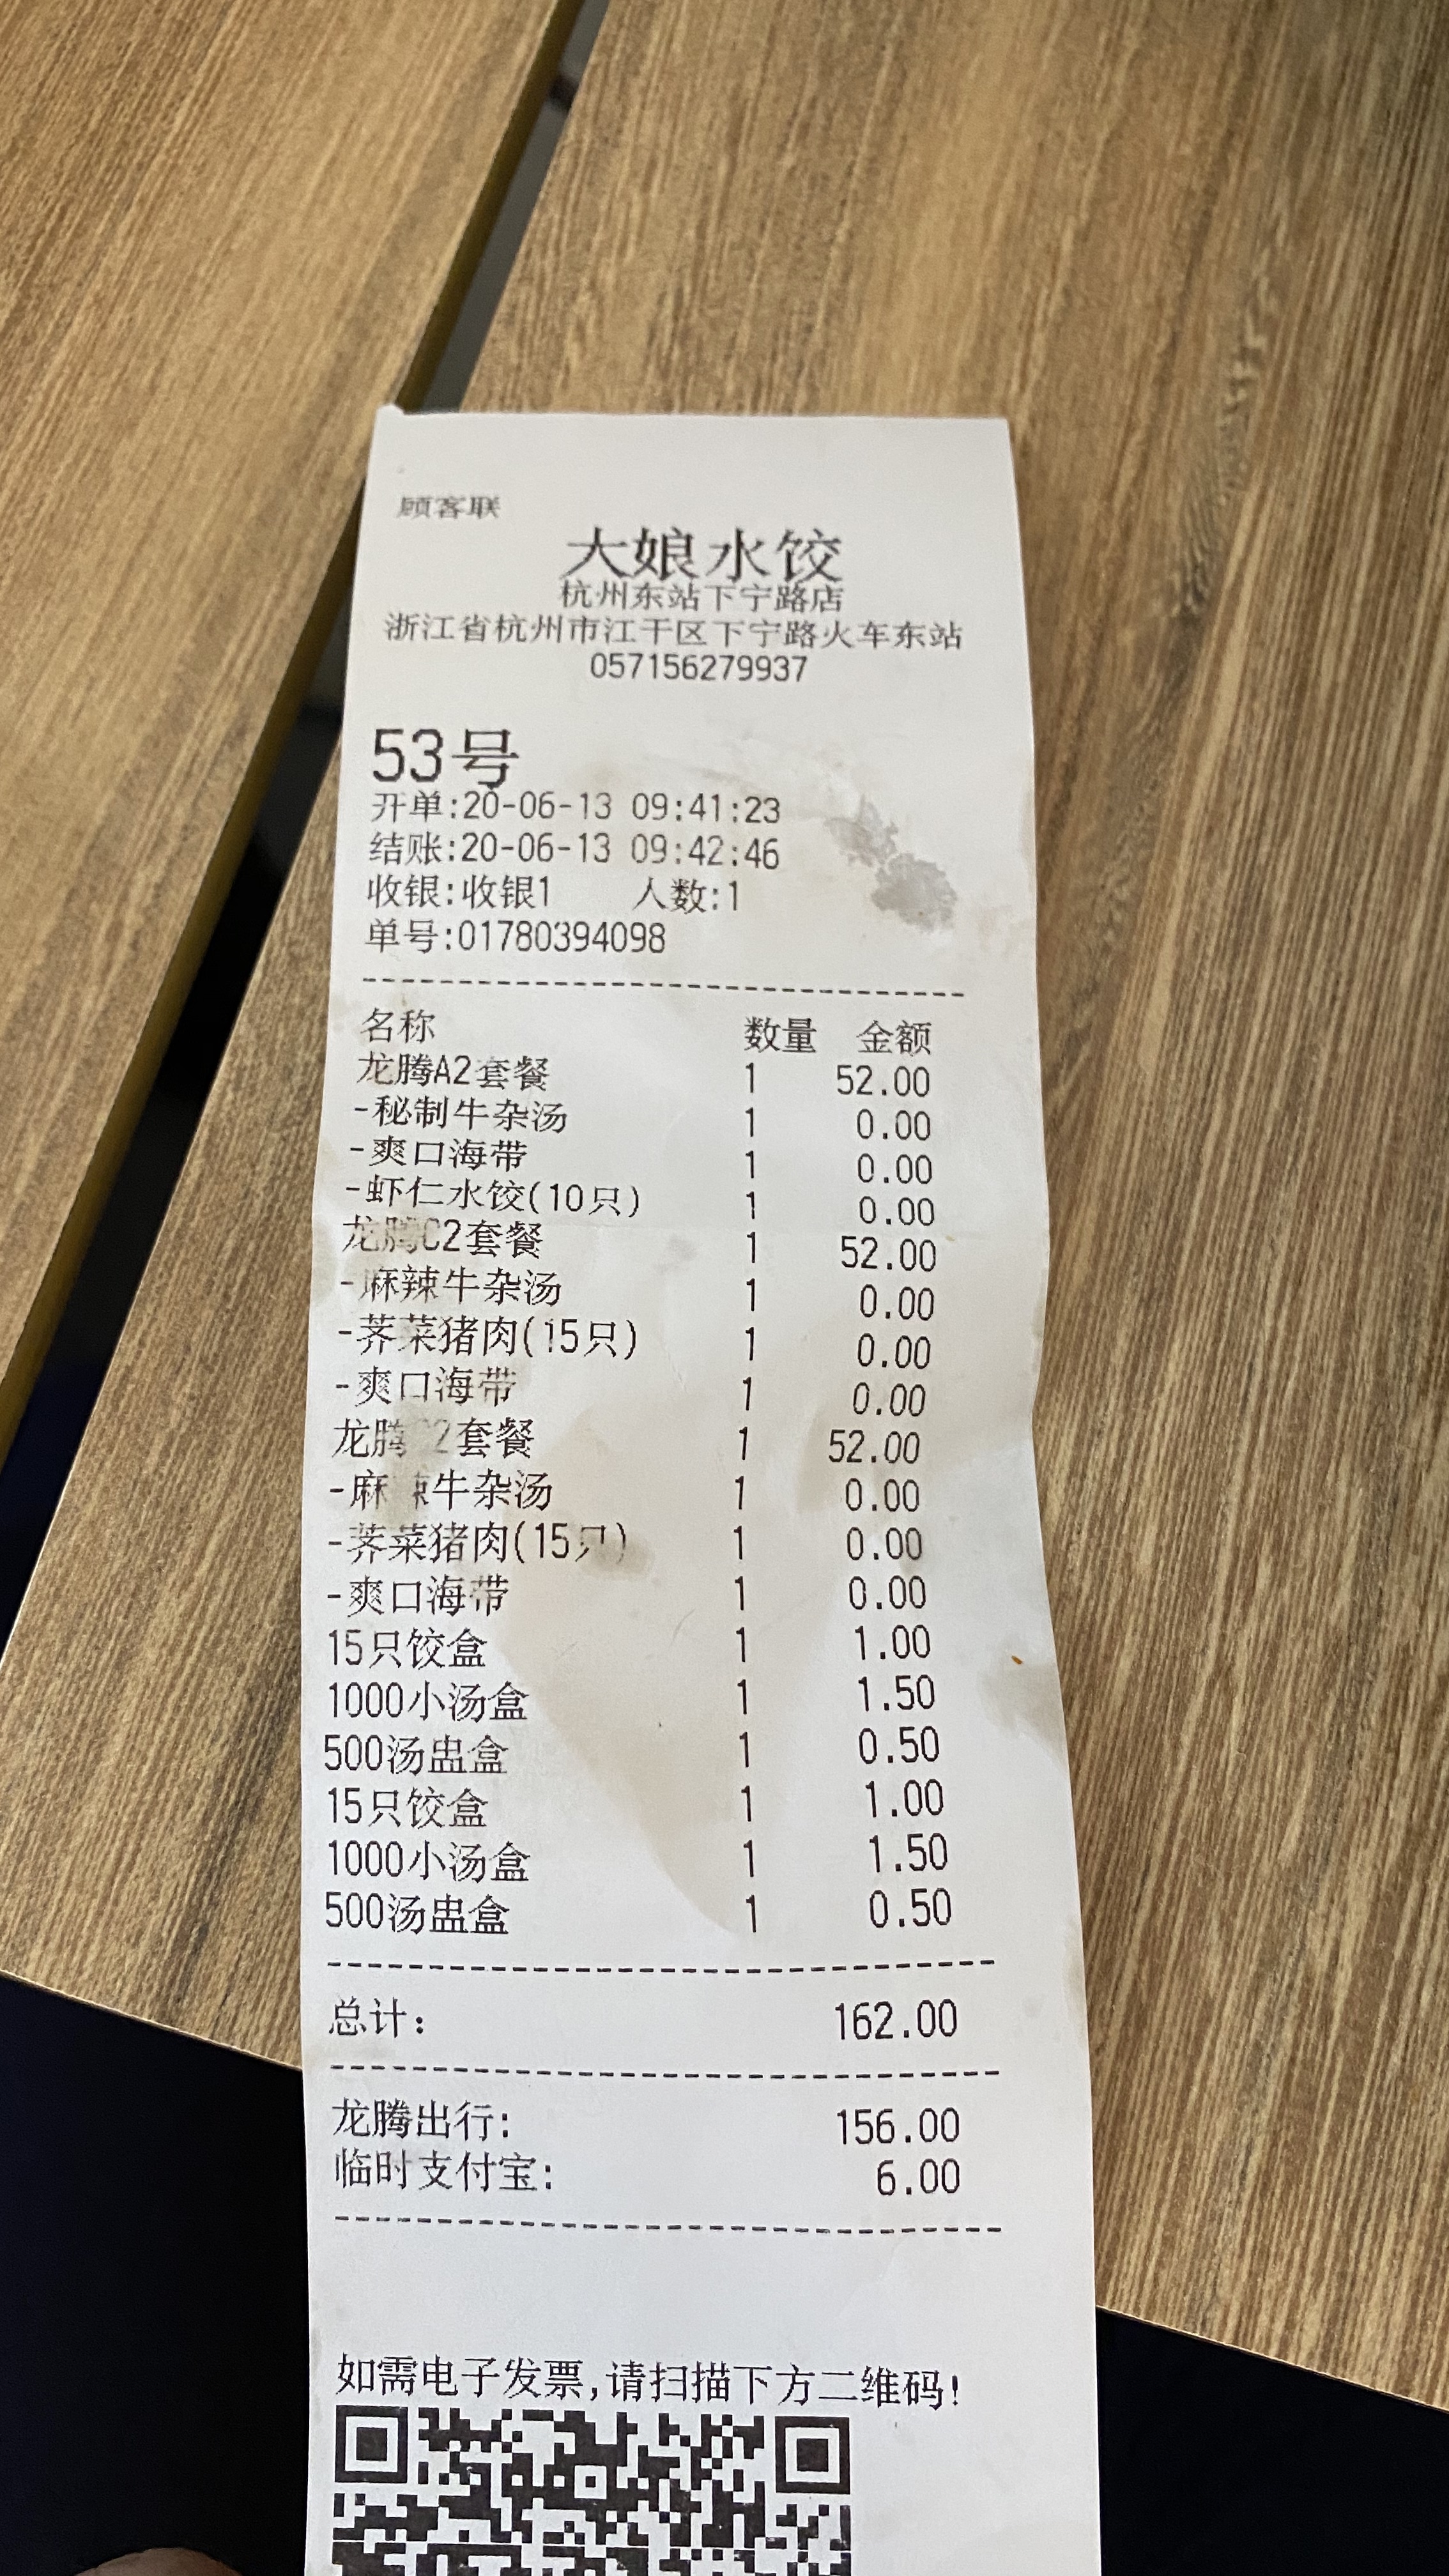 顾客联
大娘水饺
杭州东站下宁路店
浙江省杭州市江干区下宁路火车东站
057156279937
53号
开单:20-06-13 09:41:23
结账:20-06-13 09:42:46
收银:收银1 人数:1
单号:01780394098
名称 数量 金额
龙腾A2套餐 1 52.00
-秘制牛杂汤 1 0.00
-爽口海带 1 0.00
-虾仁水饺(10只) 1 0.00
龙腾C2套餐 1 52.00
-麻辣牛杂汤 1 0.00
-荠菜猪肉(15只) 1 0.00
-爽口海带 1 0.00
龙腾C2套餐 1 52.00
-麻辣牛杂汤 1 0.00
-荠菜猪肉(15只) 1 0.00
-爽口海带 1 0.00
15只饺盒 1 1.00
1000小汤盒 1 1.50
500汤盅盒 1 0.50
15只饺盒 1 1.00
1000小汤盒 1 1.50
500汤盅盒 1 0.50
总计: 162.00
龙腾出行: 156.00
临时支付宝: 6.00
如需电子发票,请扫描下方二维码!